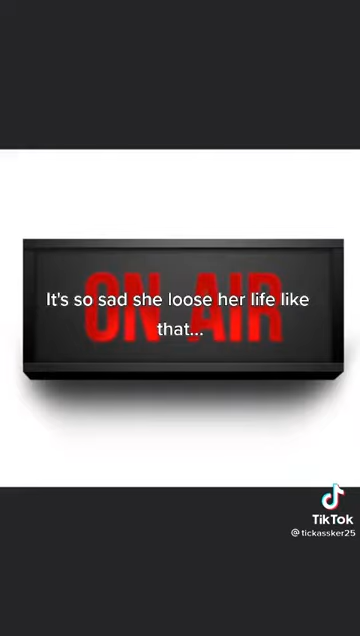 ON AIR
It's so sad she loose her life like
that...
TikTok
@tickassker25